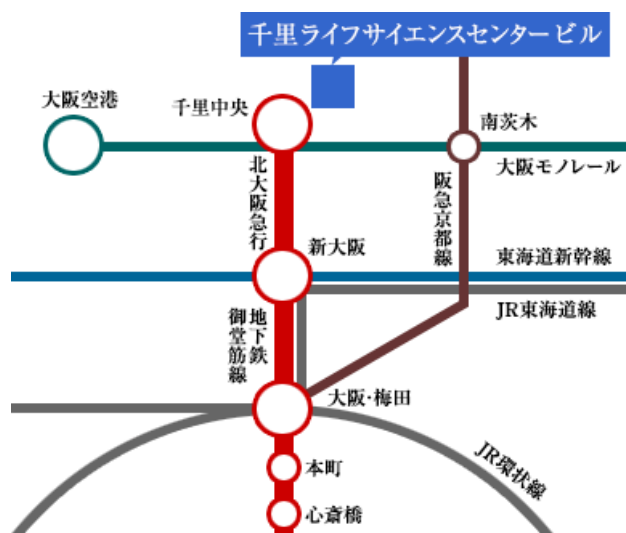 千里ライフサイエンスセンタービル
大阪空港
千里中央
南茨木
大阪モノレール
北大阪急行
阪急京都線
新大阪
東海道新幹線
JR東海道線
地下鉄
御堂筋線
大阪・梅田
JR環状線
本町
心斎橋